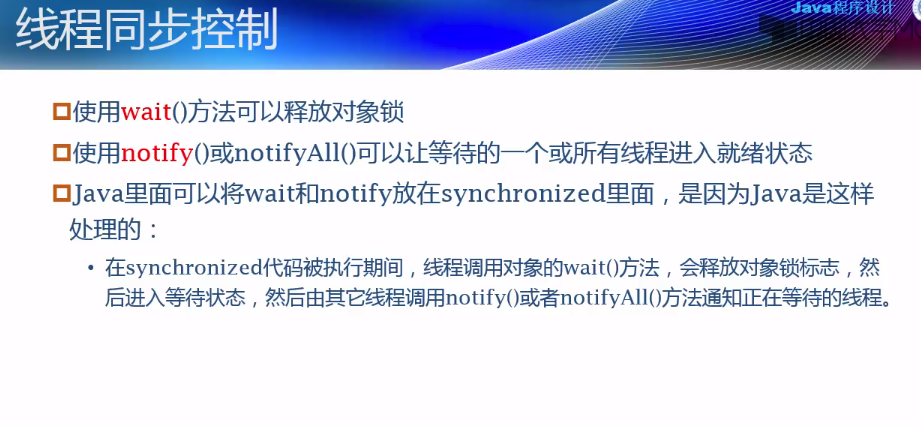 Java程序设计
线程同步控制
使用wait()方法可以释放对象锁
使用notify()或notifyAll()可以让等待的一个或所有线程进入就绪状态
Java里面可以将wait和notify放在synchronized里面，是因为Java是这样
处理的：
• 在synchronized代码被执行期间，线程调用对象的wait()方法，会释放对象锁标志，然
后进入等待状态，然后由其它线程调用notify()或者notifyAll()方法通知正在等待的线程。